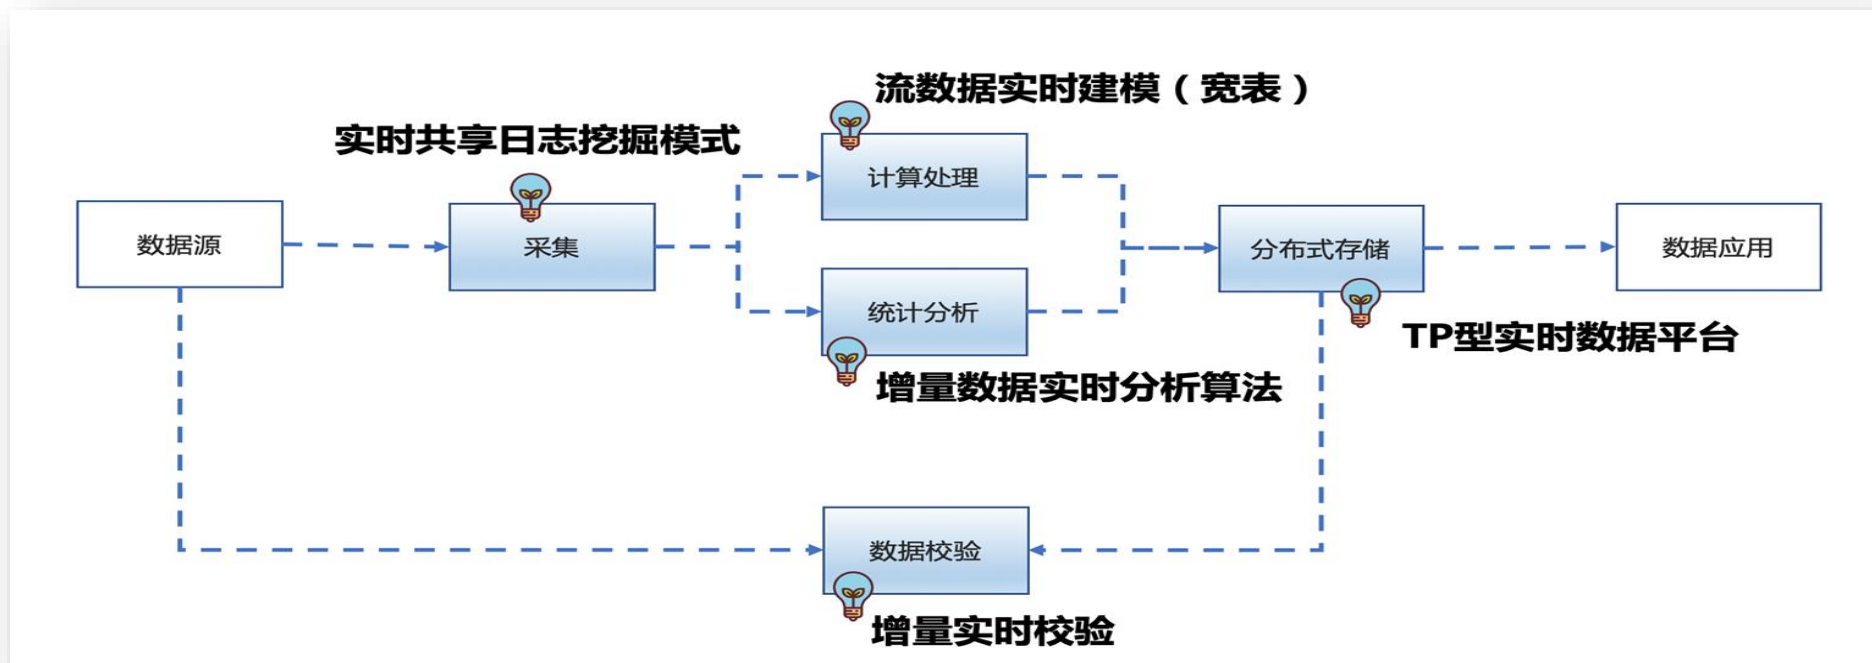 流数据实时建模（宽表）
实时共享日志挖掘模式
计算处理
数据源
采集
分布式存储
数据应用
统计分析
TP型实时数据平台
增量数据实时分析算法
数据校验
增量实时校验